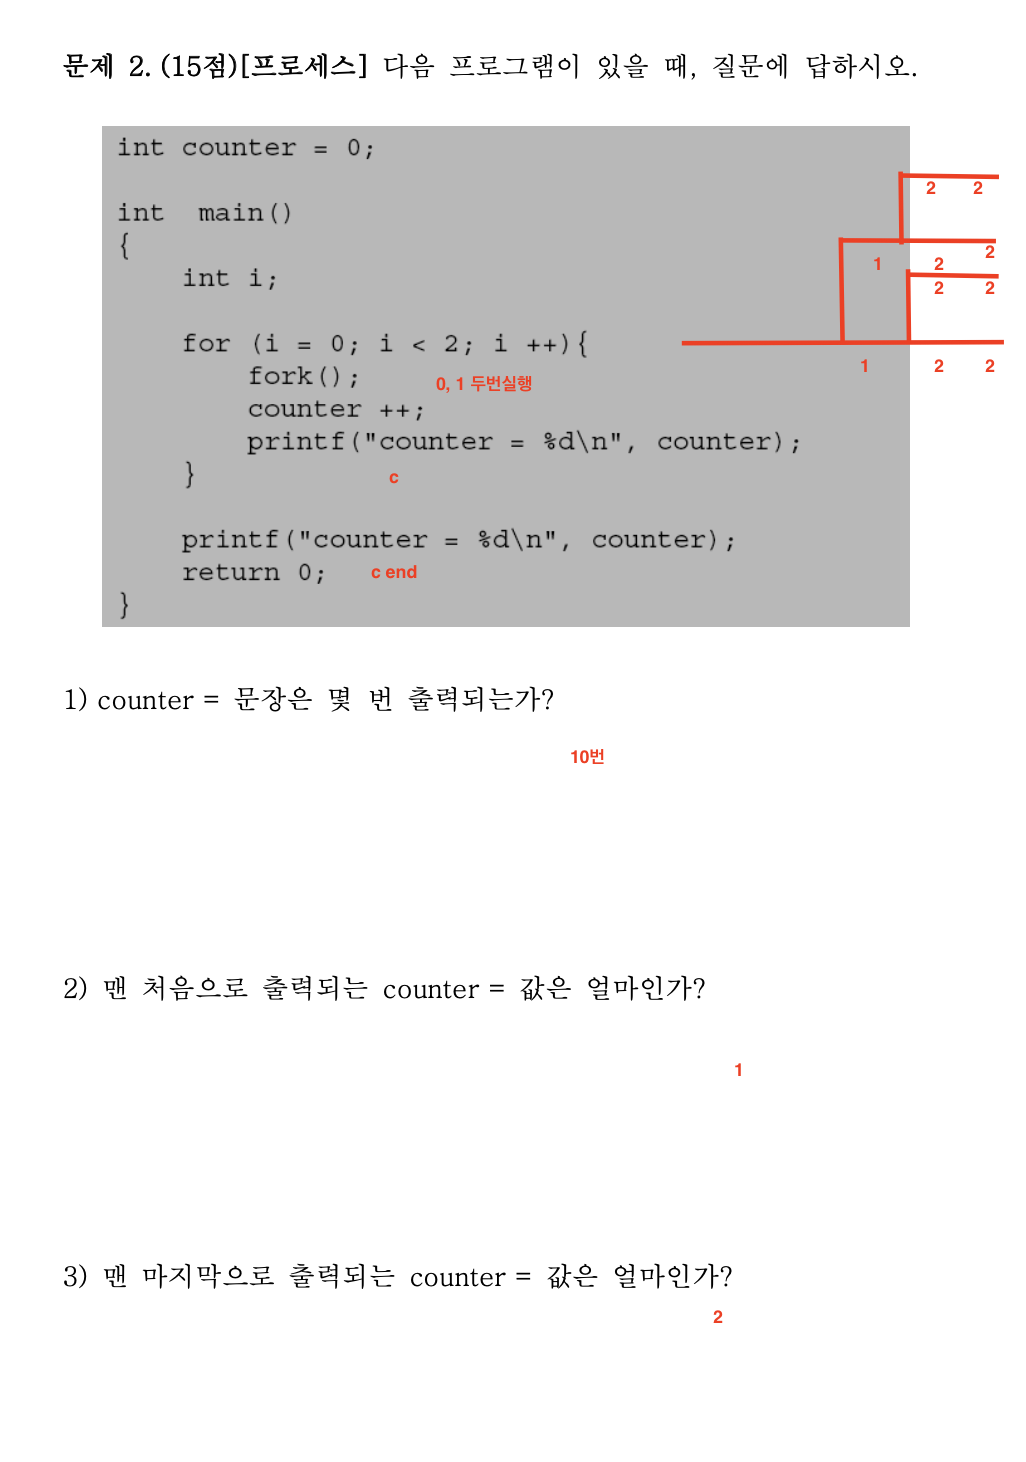 문제 2. (15점)[프로세스] 다음 프로그램이 있을 때, 질문에 답하시오.
int counter = 0;
int  main()
{
    int i;
    for (i = 0; i < 2; i ++){
        fork();
0, 1 두번실행
        counter ++;
        printf("counter = %d\n", counter);
    }
c
    printf("counter = %d\n", counter);
    return 0;
c end
}
2 2
2
1 2
2 2
1 2 2
1) counter = 문장은 몇 번 출력되는가?
10번
2) 맨 처음으로 출력되는 counter = 값은 얼마인가?
1
3) 맨 마지막으로 출력되는 counter = 값은 얼마인가?
2